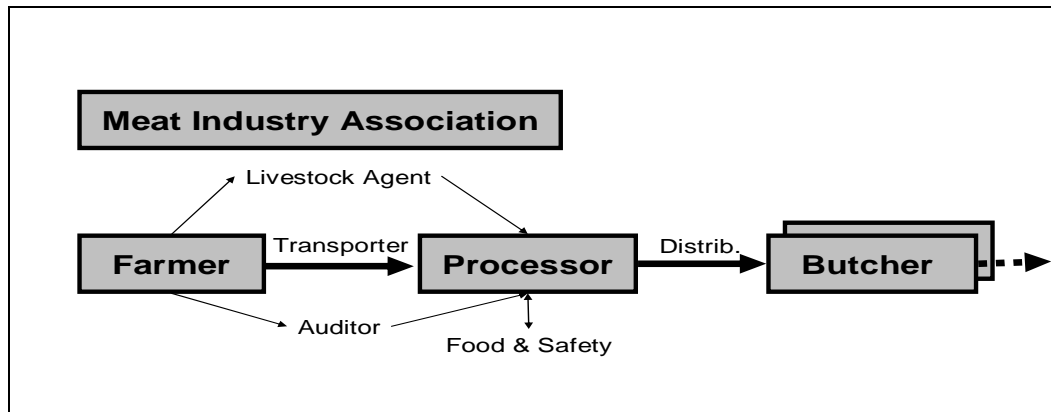 Meat Industry Association
Livestock Agent
Transporter
Distrib.
Farmer
Processor
Butcher
Auditor
Food & Safety